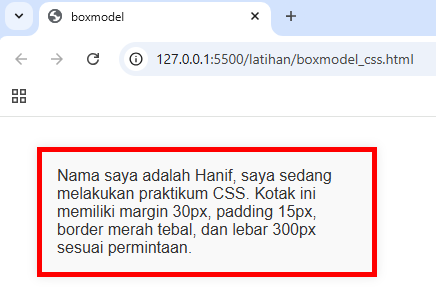 boxmodel
127.0.0.1:5500/latihan/boxmodel_css.html
Nama saya adalah Hanif, saya sedang
melakukan praktikum CSS. Kotak ini
memiliki margin 30px, padding 15px,
border merah tebal, dan lebar 300px
sesuai permintaan.